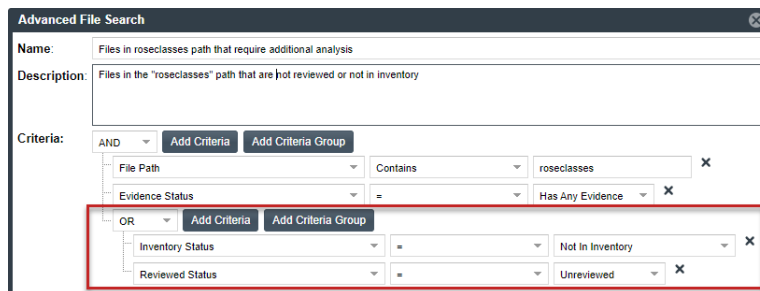 Advanced File Search
Name: Files in roseclasses path that require additional analysis
Description: Files in the "roseclasses" path that are not reviewed or not in inventory
Criteria: AND Add Criteria Add Criteria Group
File Path Contains roseclasses
Evidence Status = Has Any Evidence
OR Add Criteria Add Criteria Group
Inventory Status = Not In Inventory
Reviewed Status = Unreviewed